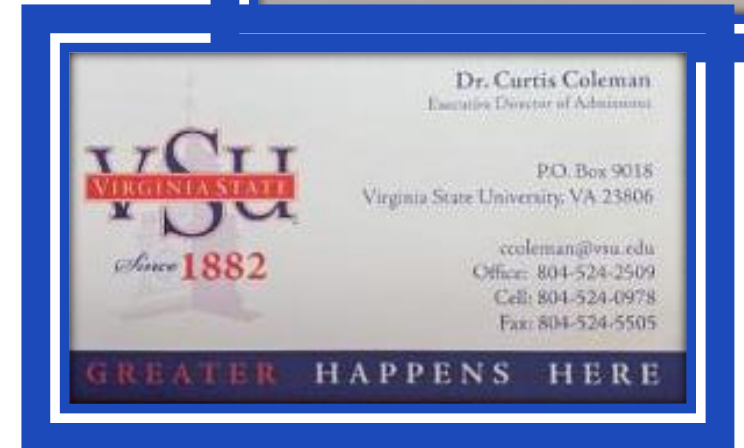 Dr. Curtis Coleman
Executive Director of Admissions
VSU
VIRGINIA STATE
Since 1882
P.O. Box 9018
Virginia State University, VA 23806
ccoleman@vsu.edu
Office: 804-524-2509
Cell: 804-524-0978
Fax: 804-524-5505
GREATER HAPPENS HERE